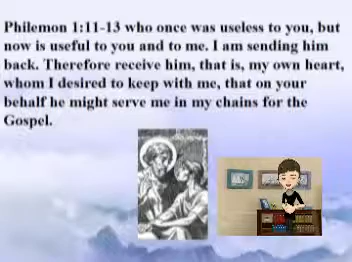 Philemon 1:11-13 who once was useless to you, but
now is useful to you and to me. I am sending him
back. Therefore receive him, that is, my own heart,
whom I desired to keep with me, that on your
behalf he might serve me in my chains for the
Gospel.